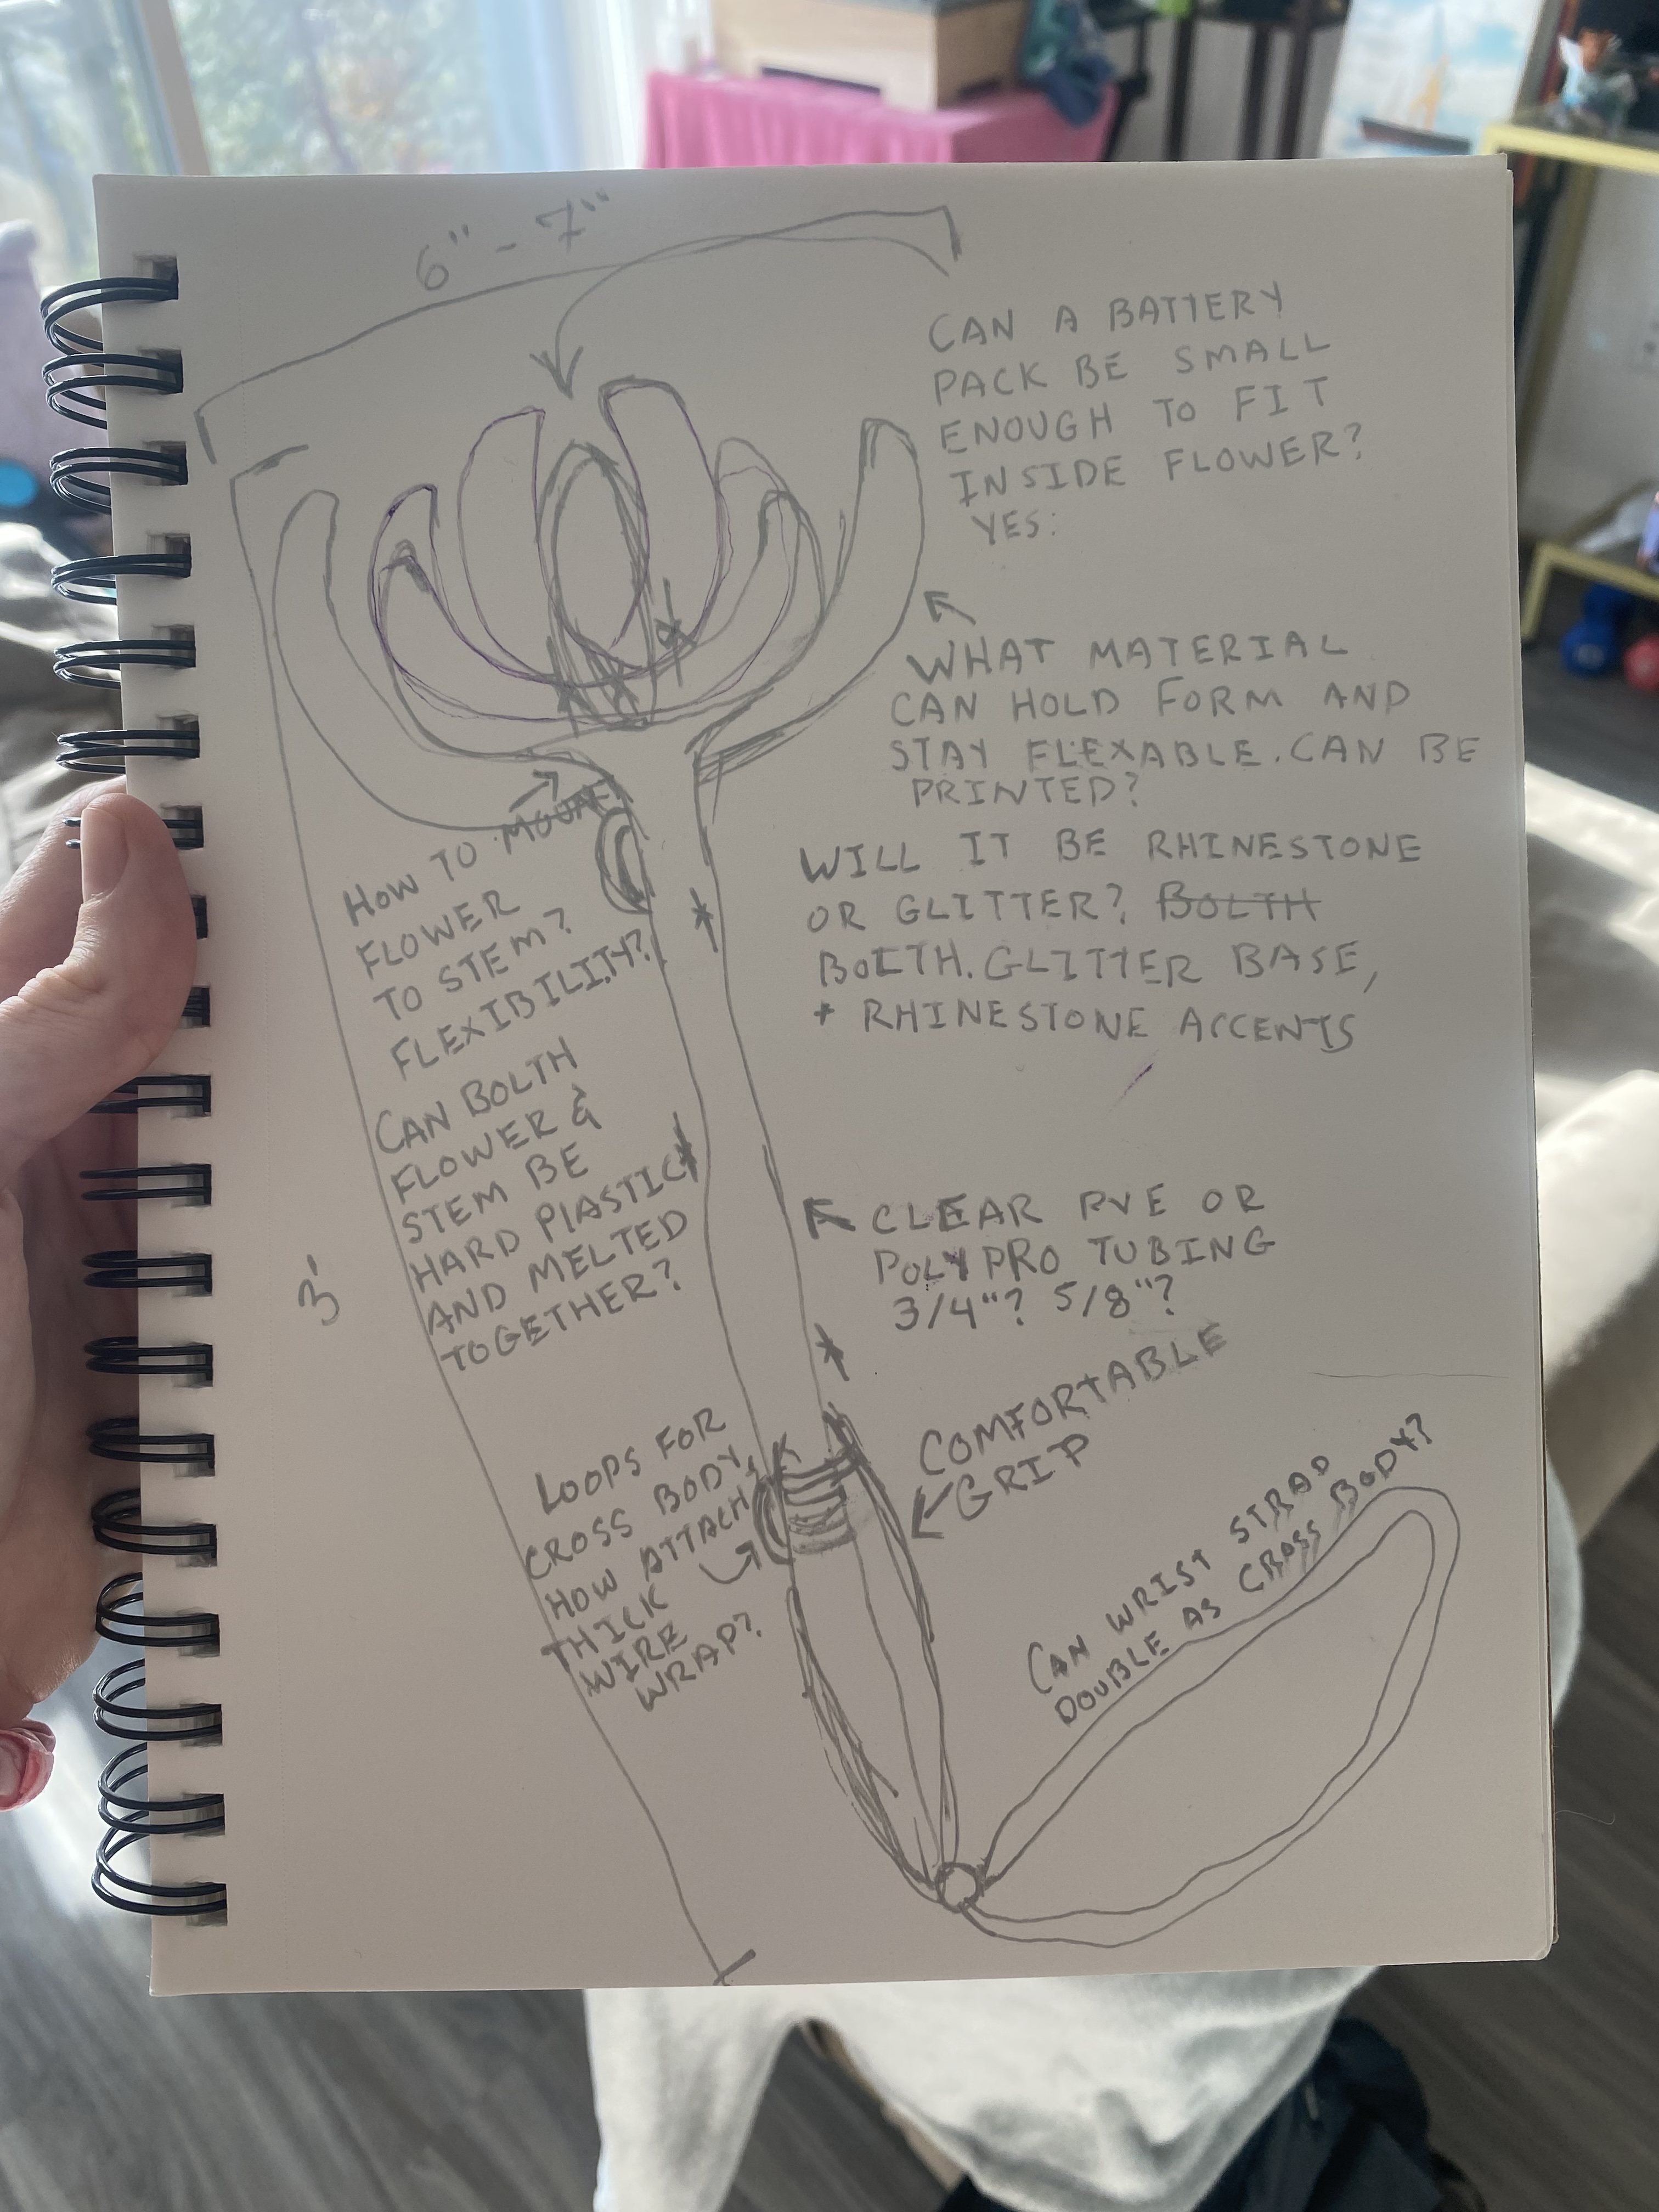 6" - 7"
CAN A BATTERY
PACK BE SMALL
ENOUGH TO FIT
INSIDE FLOWER?
YES:
WHAT MATERIAL
CAN HOLD FORM AND
STAY FLEXABLE. CAN BE
PRINTED?
WILL IT BE RHINESTONE
OR GLITTER? BOLTH
BOLTH. GLITTER BASE,
+ RHINESTONE ACCENTS
HOW TO MOUNT
FLOWER
TO STEM?
FLEXIBILITY?
CAN BOLTH
FLOWER &
STEM BE
HARD PLASTIC
AND MELTED
TOGETHER?
3'
CLEAR PVE OR
POLYPRO TUBING
3/4"? 5/8"?
COMFORTABLE
GRIP
LOOPS FOR
CROSS BODY,
HOW ATTACH
THICK
WIRE
WRAP?
CAN WRIST STRAP
DOUBLE AS CROSS BODY?